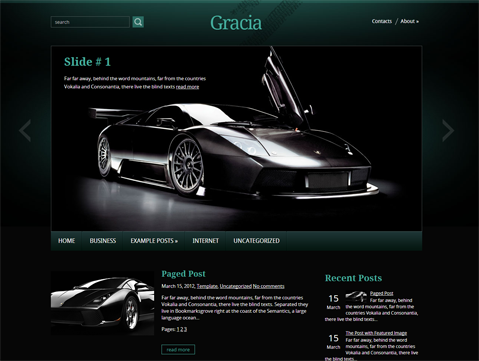 search
Gracia
Contacts / About »
Slide # 1
Far far away, behind the word mountains, far from the countries
Vokalia and Consonantia, there live the blind texts read more
HOME BUSINESS EXAMPLE POSTS » INTERNET UNCATEGORIZED
Paged Post
March 15, 2012, Template, Uncategorized No comments
Far far away, behind the word mountains, far from the countries
Vokalia and Consonantia, there live the blind texts. Separated they
live in Bookmarksgrove right at the coast of the Semantics, a large
language ocean...
Pages: 1 2 3
read more
Recent Posts
15
March
Paged Post
Far far away, behind
the word mountains, far from the countries
Vokalia and Consonantia,
there live the...
15
March
The Post with Featured Image
Far far away, behind the word
mountains, far from the countries
Vokalia and Consonantia, there
live the...